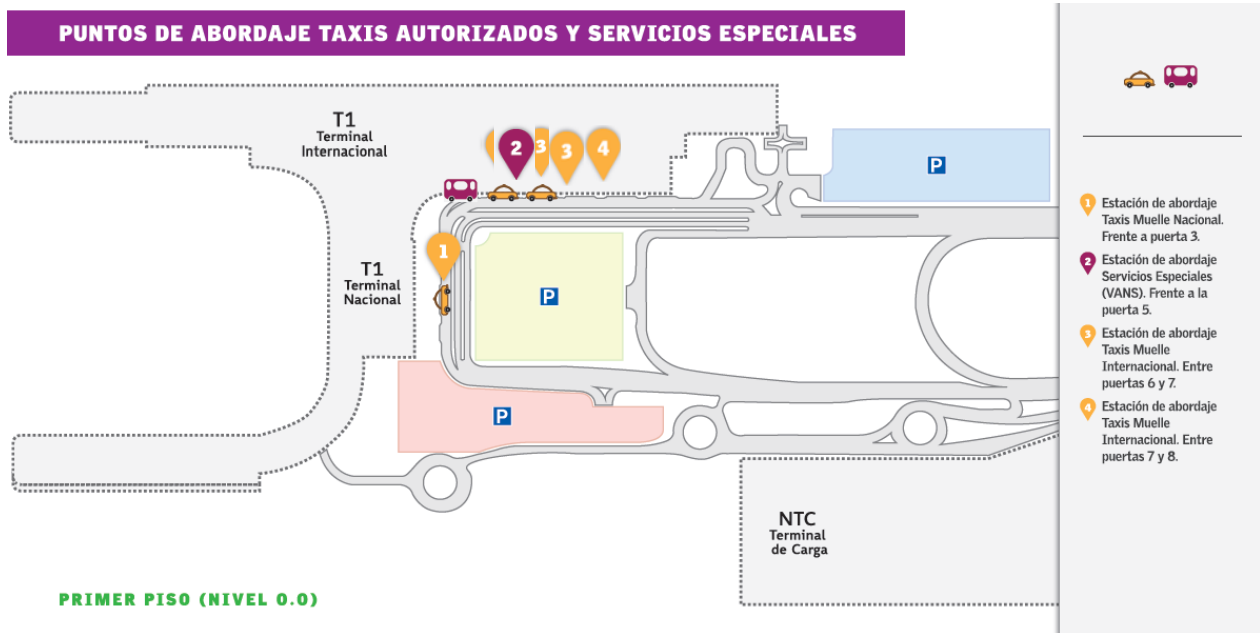 PUNTOS DE ABORDAJE TAXIS AUTORIZADOS Y SERVICIOS ESPECIALES
T1
Terminal
Internacional
2
3
3
4
P
1
T1
Terminal
Nacional
P
P
NTC
Terminal
de Carga
PRIMER PISO (NIVEL 0.0)
1 Estación de abordaje
Taxis Muelle Nacional.
Frente a puerta 3.
2 Estación de abordaje
Servicios Especiales
(VANS). Frente a la
puerta 5.
3 Estación de abordaje
Taxis Muelle
Internacional. Entre
puertas 6 y 7.
4 Estación de abordaje
Taxis Muelle
Internacional. Entre
puertas 7 y 8.